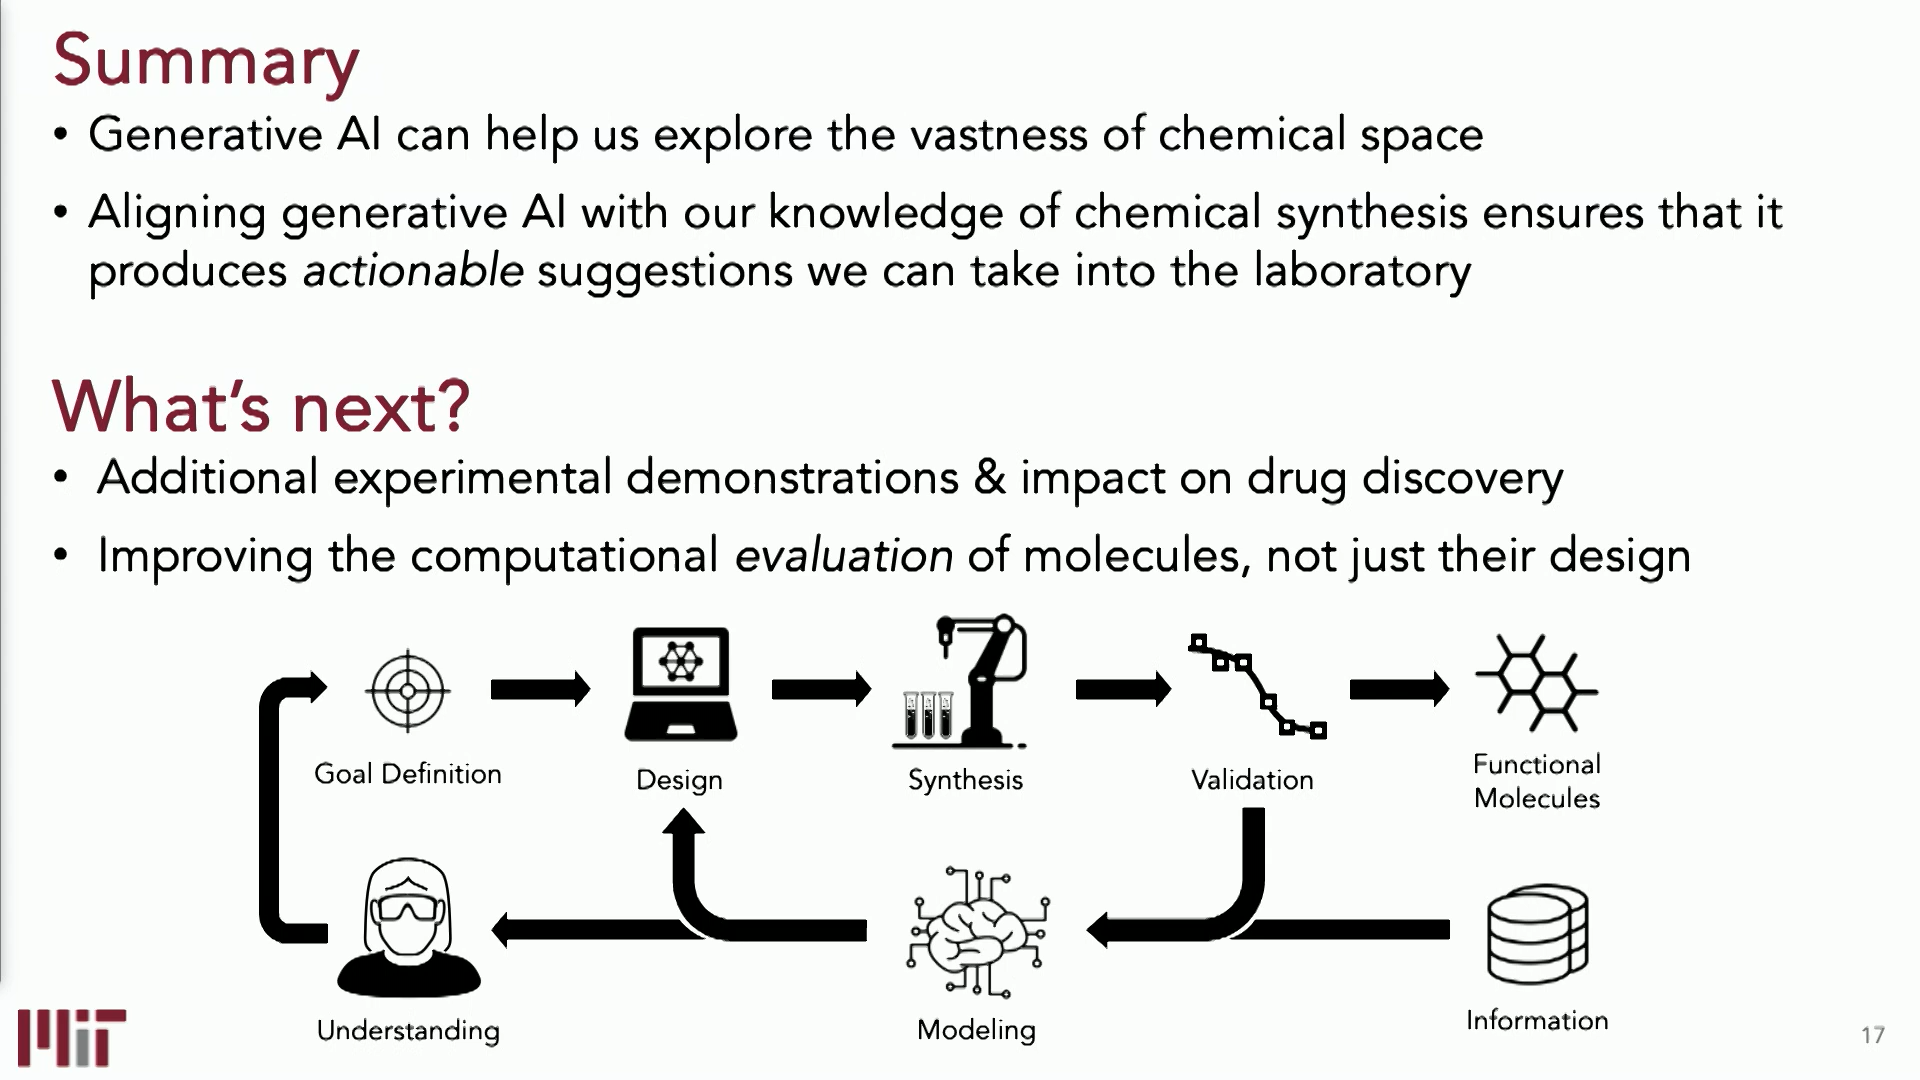 Summary
• Generative AI can help us explore the vastness of chemical space
• Aligning generative AI with our knowledge of chemical synthesis ensures that it
produces actionable suggestions we can take into the laboratory
What's next?
• Additional experimental demonstrations & impact on drug discovery
• Improving the computational evaluation of molecules, not just their design
Goal Definition
Design
Synthesis
Validation
Functional
Molecules
Understanding
Modeling
Information
MIT
17